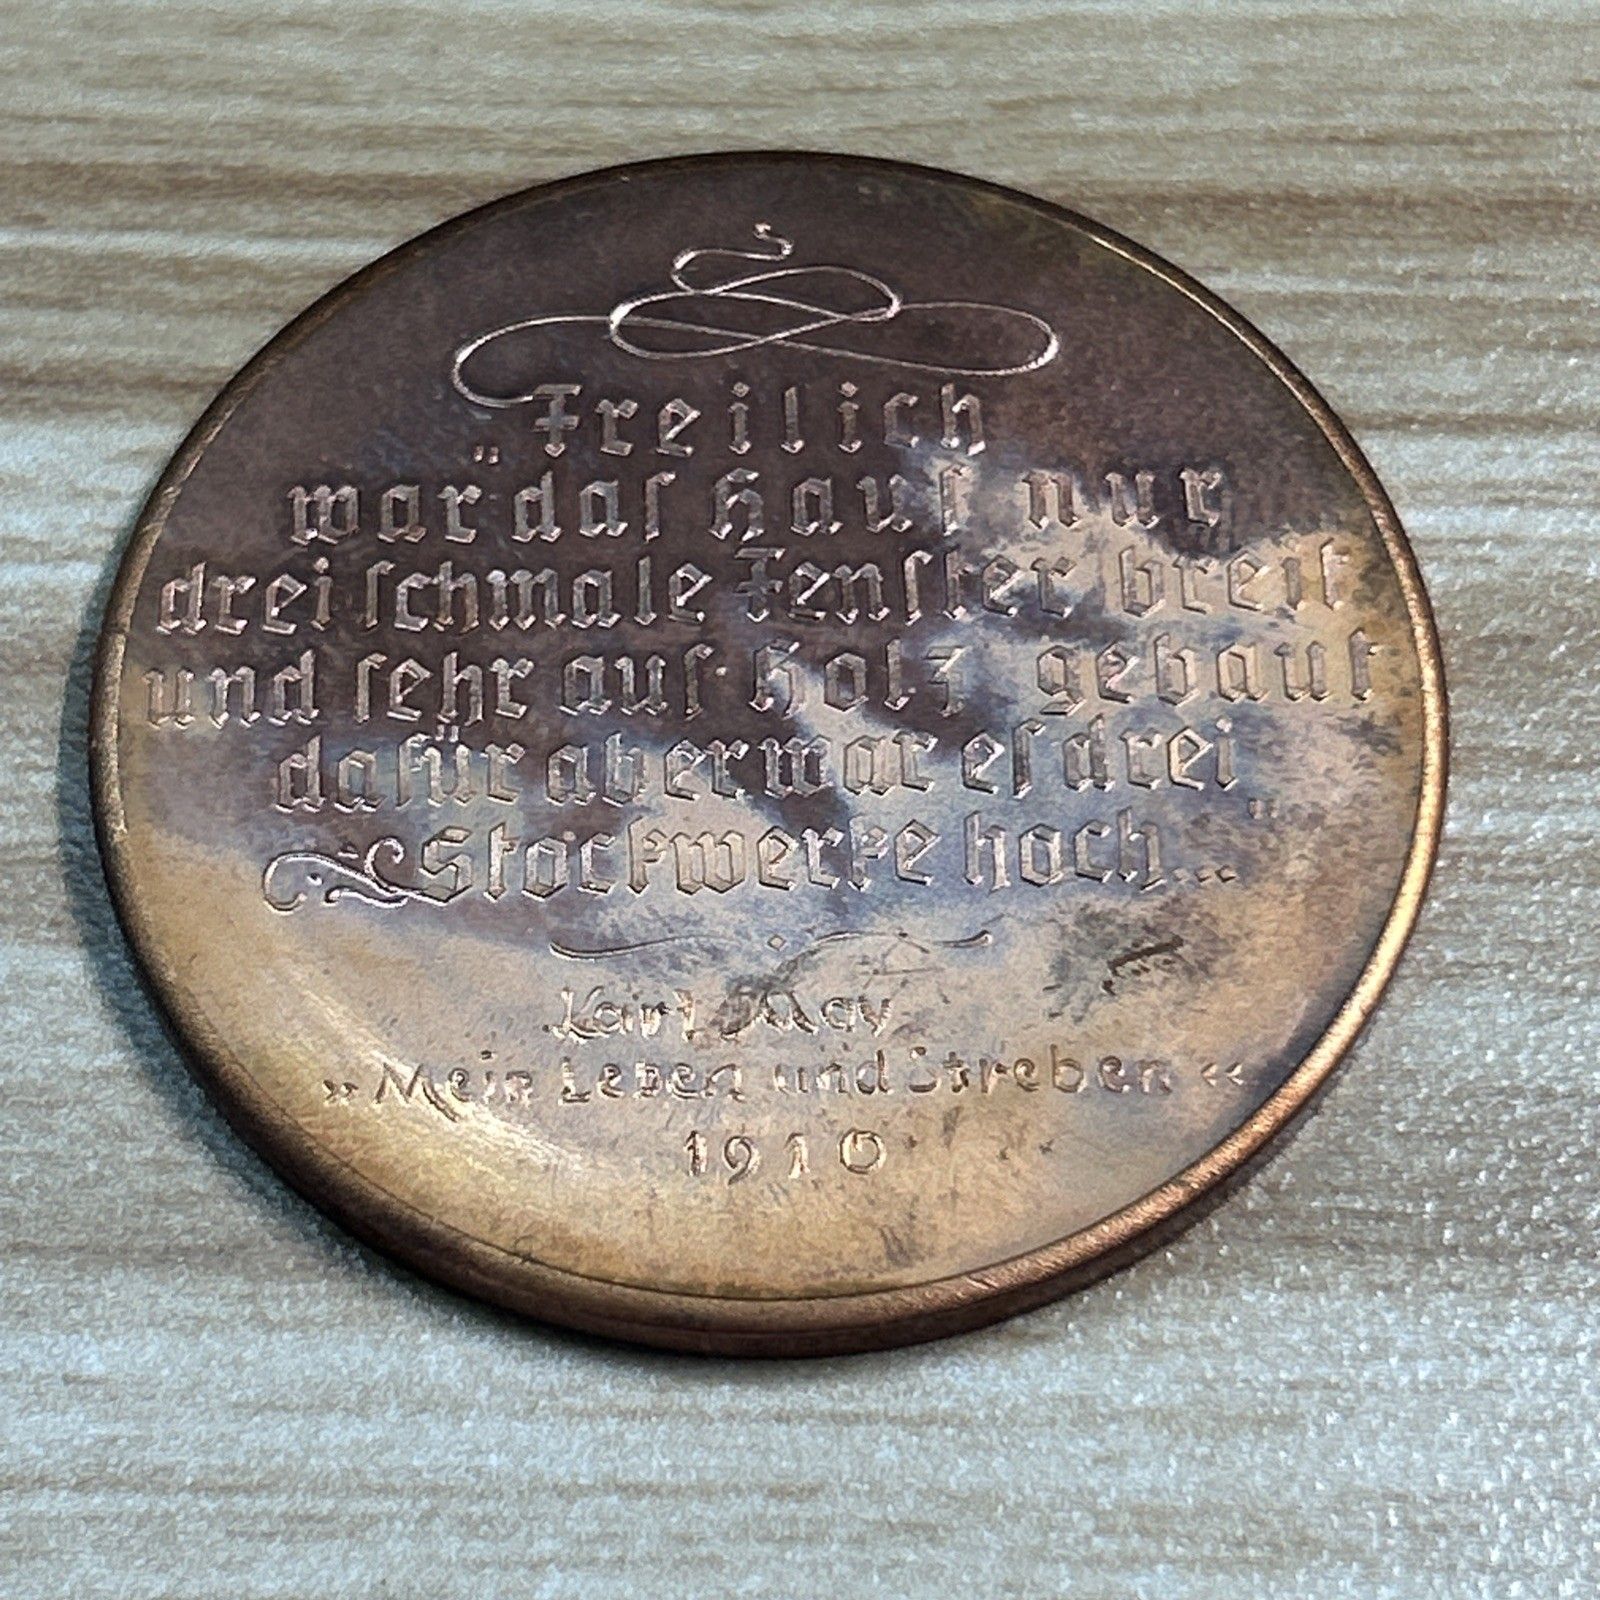 „Freilich
war das Haus nur
drei schmale Fenster breit
und sehr aus Holz gebaut
dafür aber war es drei
Stockwerke hoch..."
Karl May
»Mein Leben und Streben«
1910